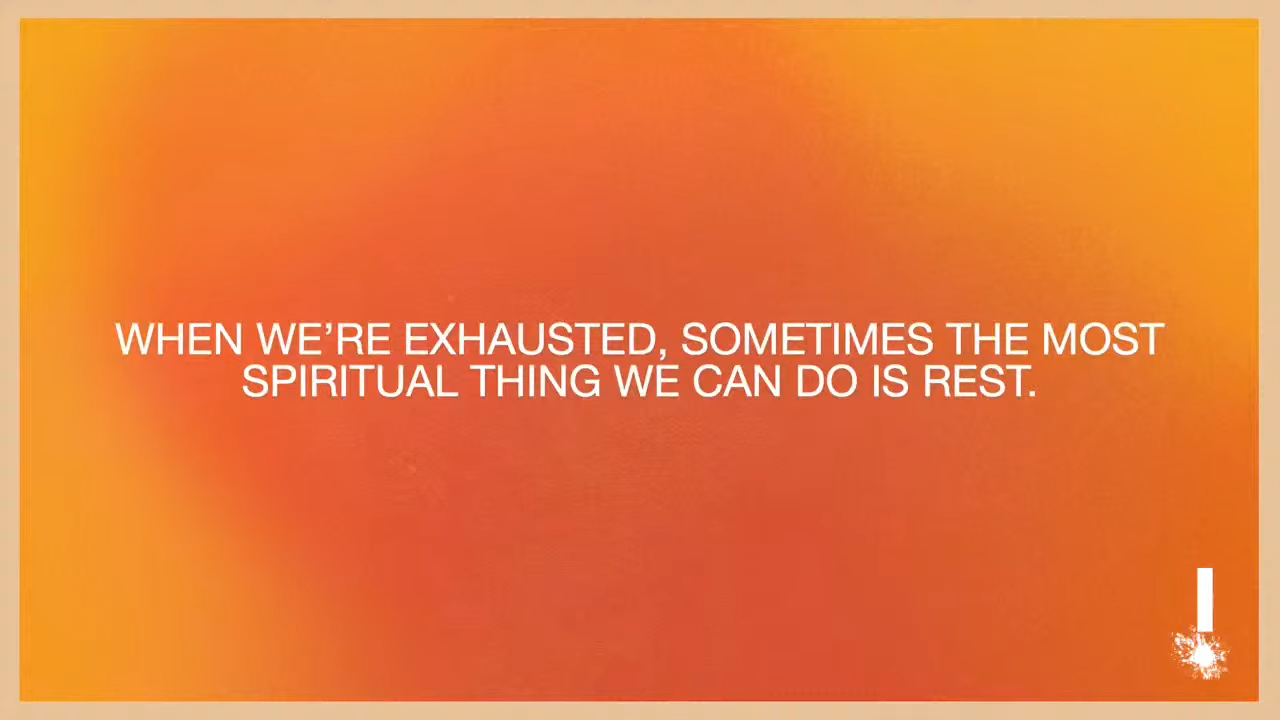 WHEN WE’RE EXHAUSTED, SOMETIMES THE MOST
SPIRITUAL THING WE CAN DO IS REST.